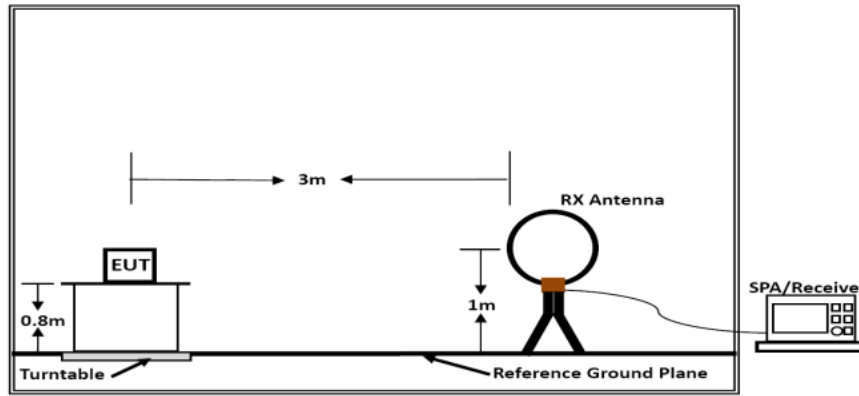 3m
RX Antenna
EUT
SPA/Receive
1m
0.8m
Turntable
Reference Ground Plane